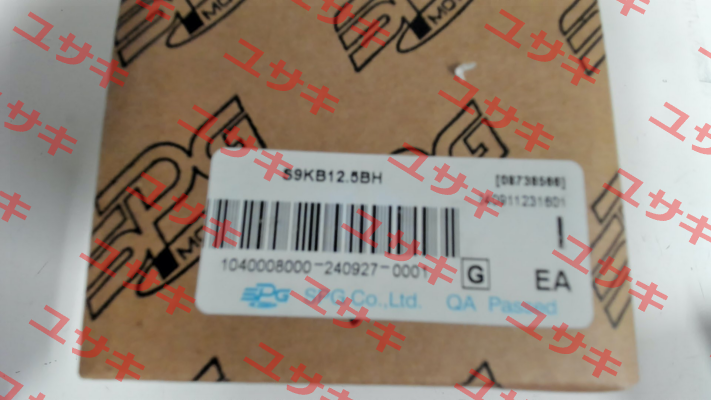 S9KB12.5BH
[08738566]
1040008000-240927-0001
G
EA
SPG Co.,Ltd. QA Passed
ユサキ